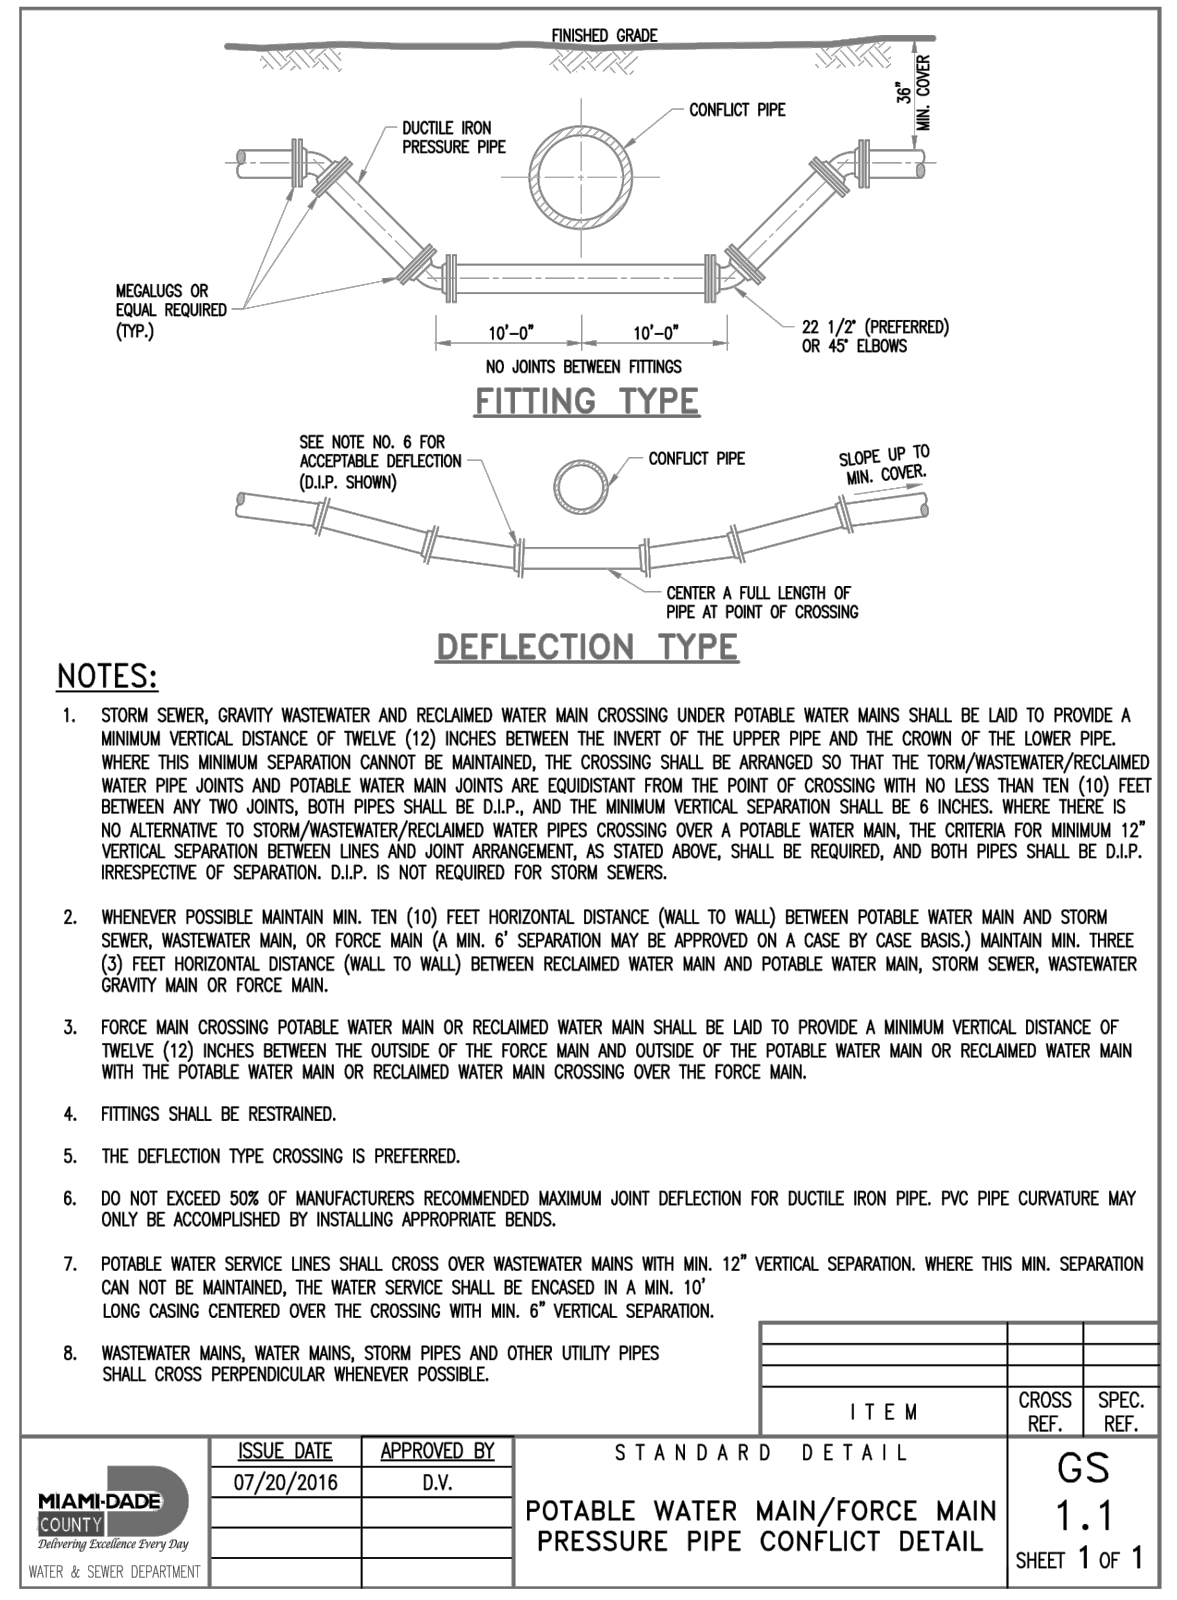 FINISHED GRADE
36"
MIN. COVER
CONFLICT PIPE
DUCTILE IRON
PRESSURE PIPE
MEGALUGS OR
EQUAL REQUIRED
(TYP.)
10'-0"
10'-0"
22 1/2° (PREFERRED)
OR 45° ELBOWS
NO JOINTS BETWEEN FITTINGS
FITTING TYPE
SEE NOTE NO. 6 FOR
ACCEPTABLE DEFLECTION
(D.I.P. SHOWN)
CONFLICT PIPE
SLOPE UP TO
MIN. COVER.
CENTER A FULL LENGTH OF
PIPE AT POINT OF CROSSING
DEFLECTION TYPE
NOTES:
1. STORM SEWER, GRAVITY WASTEWATER AND RECLAIMED WATER MAIN CROSSING UNDER POTABLE WATER MAINS SHALL BE LAID TO PROVIDE A
MINIMUM VERTICAL DISTANCE OF TWELVE (12) INCHES BETWEEN THE INVERT OF THE UPPER PIPE AND THE CROWN OF THE LOWER PIPE.
WHERE THIS MINIMUM SEPARATION CANNOT BE MAINTAINED, THE CROSSING SHALL BE ARRANGED SO THAT THE TORM/WASTEWATER/RECLAIMED
WATER PIPE JOINTS AND POTABLE WATER MAIN JOINTS ARE EQUIDISTANT FROM THE POINT OF CROSSING WITH NO LESS THAN TEN (10) FEET
BETWEEN ANY TWO JOINTS, BOTH PIPES SHALL BE D.I.P., AND THE MINIMUM VERTICAL SEPARATION SHALL BE 6 INCHES. WHERE THERE IS
NO ALTERNATIVE TO STORM/WASTEWATER/RECLAIMED WATER PIPES CROSSING OVER A POTABLE WATER MAIN, THE CRITERIA FOR MINIMUM 12"
VERTICAL SEPARATION BETWEEN LINES AND JOINT ARRANGEMENT, AS STATED ABOVE, SHALL BE REQUIRED, AND BOTH PIPES SHALL BE D.I.P.
IRRESPECTIVE OF SEPARATION. D.I.P. IS NOT REQUIRED FOR STORM SEWERS.
2. WHENEVER POSSIBLE MAINTAIN MIN. TEN (10) FEET HORIZONTAL DISTANCE (WALL TO WALL) BETWEEN POTABLE WATER MAIN AND STORM
SEWER, WASTEWATER MAIN, OR FORCE MAIN (A MIN. 6' SEPARATION MAY BE APPROVED ON A CASE BY CASE BASIS.) MAINTAIN MIN. THREE
(3) FEET HORIZONTAL DISTANCE (WALL TO WALL) BETWEEN RECLAIMED WATER MAIN AND POTABLE WATER MAIN, STORM SEWER, WASTEWATER
GRAVITY MAIN OR FORCE MAIN.
3. FORCE MAIN CROSSING POTABLE WATER MAIN OR RECLAIMED WATER MAIN SHALL BE LAID TO PROVIDE A MINIMUM VERTICAL DISTANCE OF
TWELVE (12) INCHES BETWEEN THE OUTSIDE OF THE FORCE MAIN AND OUTSIDE OF THE POTABLE WATER MAIN OR RECLAIMED WATER MAIN
WITH THE POTABLE WATER MAIN OR RECLAIMED WATER MAIN CROSSING OVER THE FORCE MAIN.
4. FITTINGS SHALL BE RESTRAINED.
5. THE DEFLECTION TYPE CROSSING IS PREFERRED.
6. DO NOT EXCEED 50% OF MANUFACTURERS RECOMMENDED MAXIMUM JOINT DEFLECTION FOR DUCTILE IRON PIPE. PVC PIPE CURVATURE MAY
ONLY BE ACCOMPLISHED BY INSTALLING APPROPRIATE BENDS.
7. POTABLE WATER SERVICE LINES SHALL CROSS OVER WASTEWATER MAINS WITH MIN. 12" VERTICAL SEPARATION. WHERE THIS MIN. SEPARATION
CAN NOT BE MAINTAINED, THE WATER SERVICE SHALL BE ENCASED IN A MIN. 10'
LONG CASING CENTERED OVER THE CROSSING WITH MIN. 6" VERTICAL SEPARATION.
8. WASTEWATER MAINS, WATER MAINS, STORM PIPES AND OTHER UTILITY PIPES
SHALL CROSS PERPENDICULAR WHENEVER POSSIBLE.
ITEM
CROSS
REF.
SPEC.
REF.
MIAMI-DADE
COUNTY
Delivering Excellence Every Day
WATER & SEWER DEPARTMENT
ISSUE DATE
APPROVED BY
07/20/2016
D.V.
STANDARD DETAIL
POTABLE WATER MAIN/FORCE MAIN
PRESSURE PIPE CONFLICT DETAIL
GS
1.1
SHEET 1 OF 1